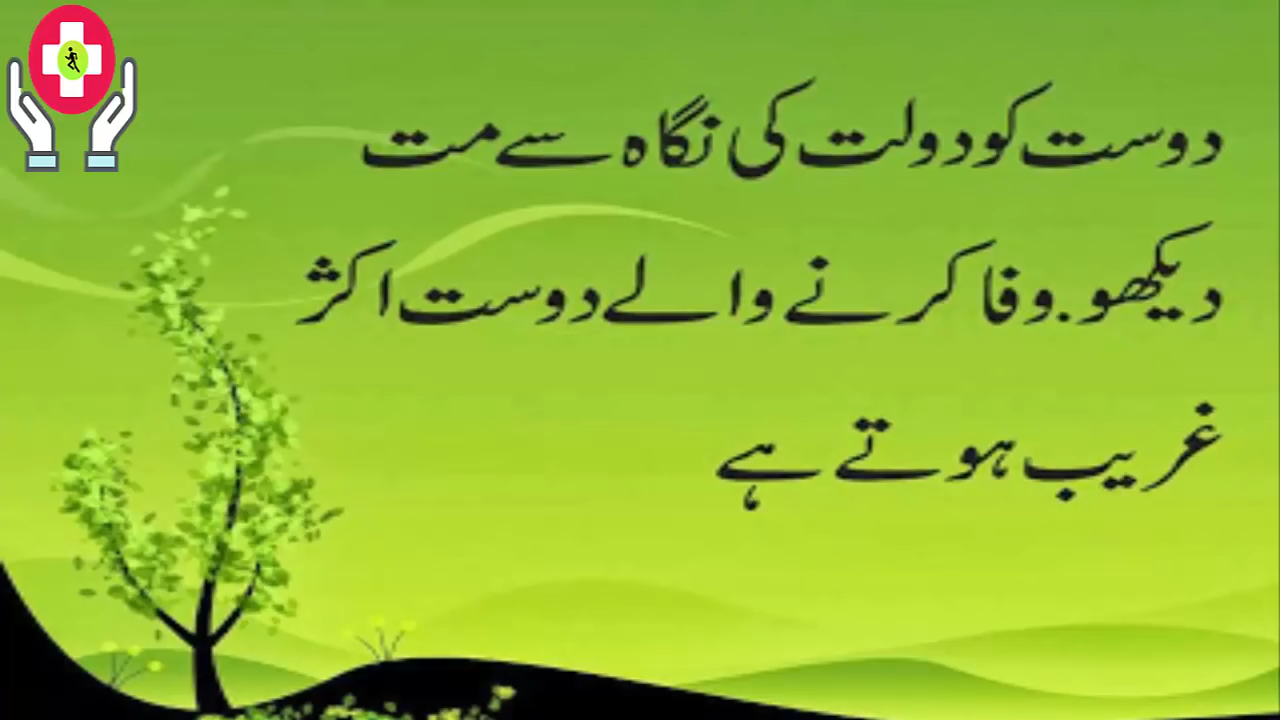 دوست کو دولت کی نگاہ سے مت
دیکھو. وفا کرنے والے دوست اکثر
غریب ہوتے ہے